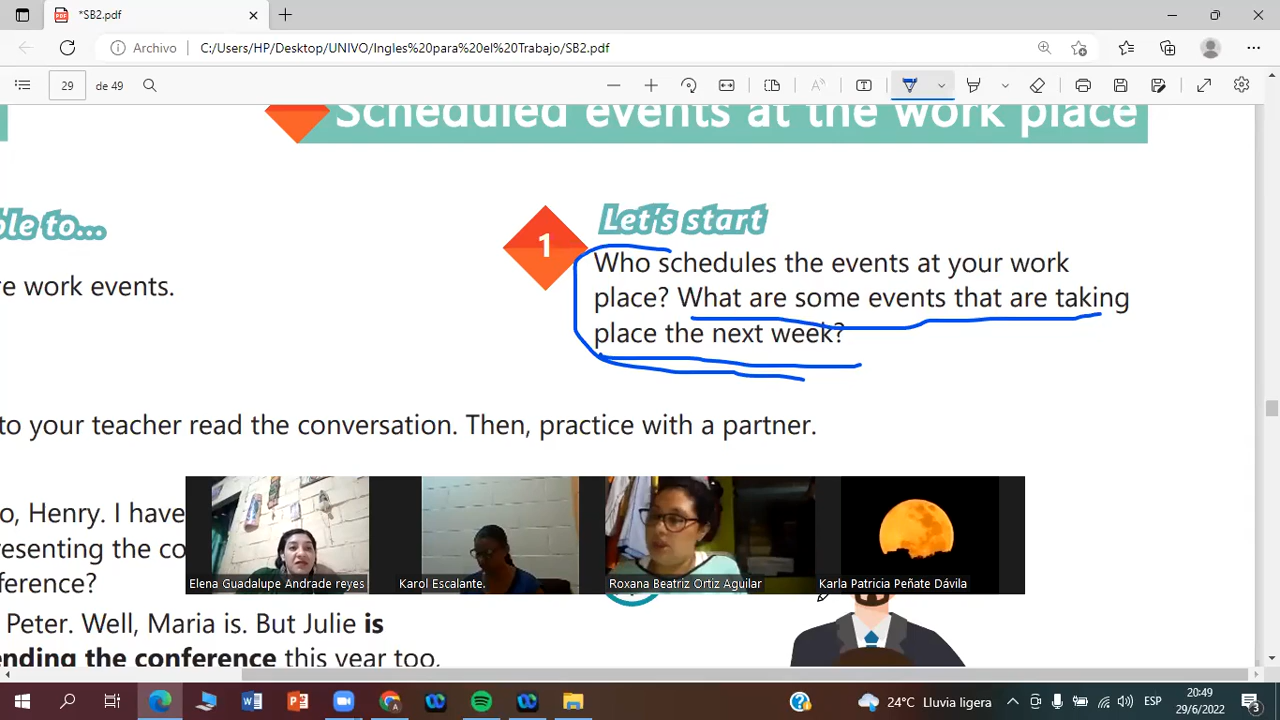 *SB2.pdf
Archivo C:/Users/HP/Desktop/UNIVO/Ingles%20para%20el%20Trabajo/SB2.pdf
29 de 49
Scheduled events at the work place
ble to...
Let's start
1
Who schedules the events at your work
re work events.
place? What are some events that are taking
place the next week?
to your teacher read the conversation. Then, practice with a partner.
o, Henry. I have
resenting the co
ference?
Elena Guadalupe Andrade reyes
Karol Escalante.
Roxana Beatriz Ortiz Aguilar
Karla Patricia Peñate Dávila
Peter. Well, Maria is. But Julie is
ending the conference this year too,
24°C Lluvia ligera
ESP
20:49
29/6/2022
3